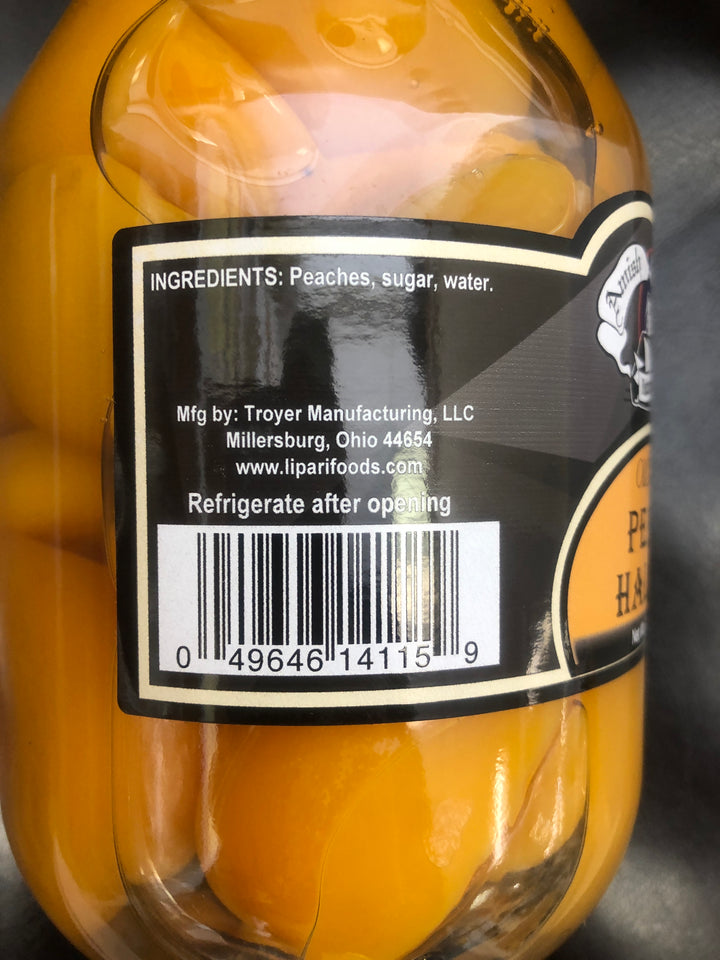 INGREDIENTS: Peaches, sugar, water.
Mfg by: Troyer Manufacturing, LLC
Millersburg, Ohio 44654
www.liparifoods.com
Refrigerate after opening
0 49646 14115 9
Amish